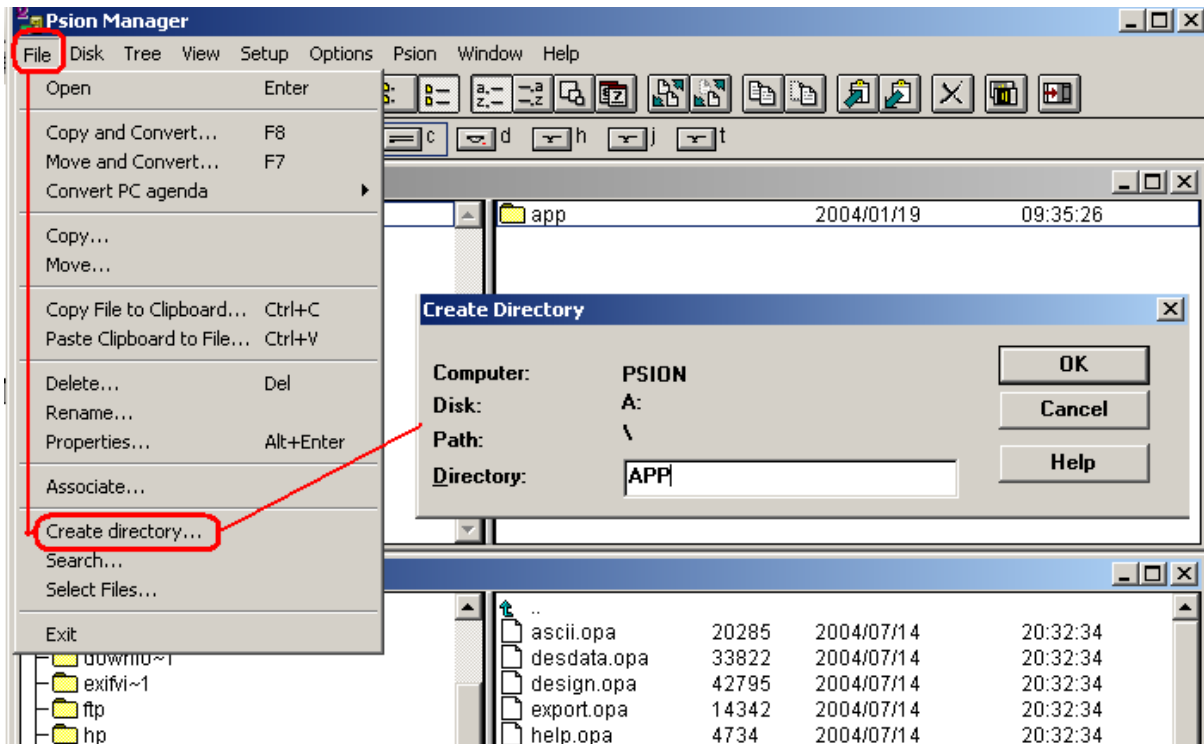 Psion Manager
File Disk Tree View Setup Options Psion Window Help
Open Enter
Copy and Convert... F8
Move and Convert... F7
Convert PC agenda
Copy...
Move...
Copy File to Clipboard... Ctrl+C
Paste Clipboard to File... Ctrl+V
Delete... Del
Rename...
Properties... Alt+Enter
Associate...
Create directory...
Search...
Select Files...
Exit
c d h j t
app 2004/01/19 09:35:26
Create Directory
Computer: PSION
Disk: A:
Path: \
Directory: APP
OK
Cancel
Help
..
ascii.opa 20285 2004/07/14 20:32:34
desdata.opa 33822 2004/07/14 20:32:34
design.opa 42795 2004/07/14 20:32:34
export.opa 14342 2004/07/14 20:32:34
help.opa 4734 2004/07/14 20:32:34
exifvi~1
ftp
hp